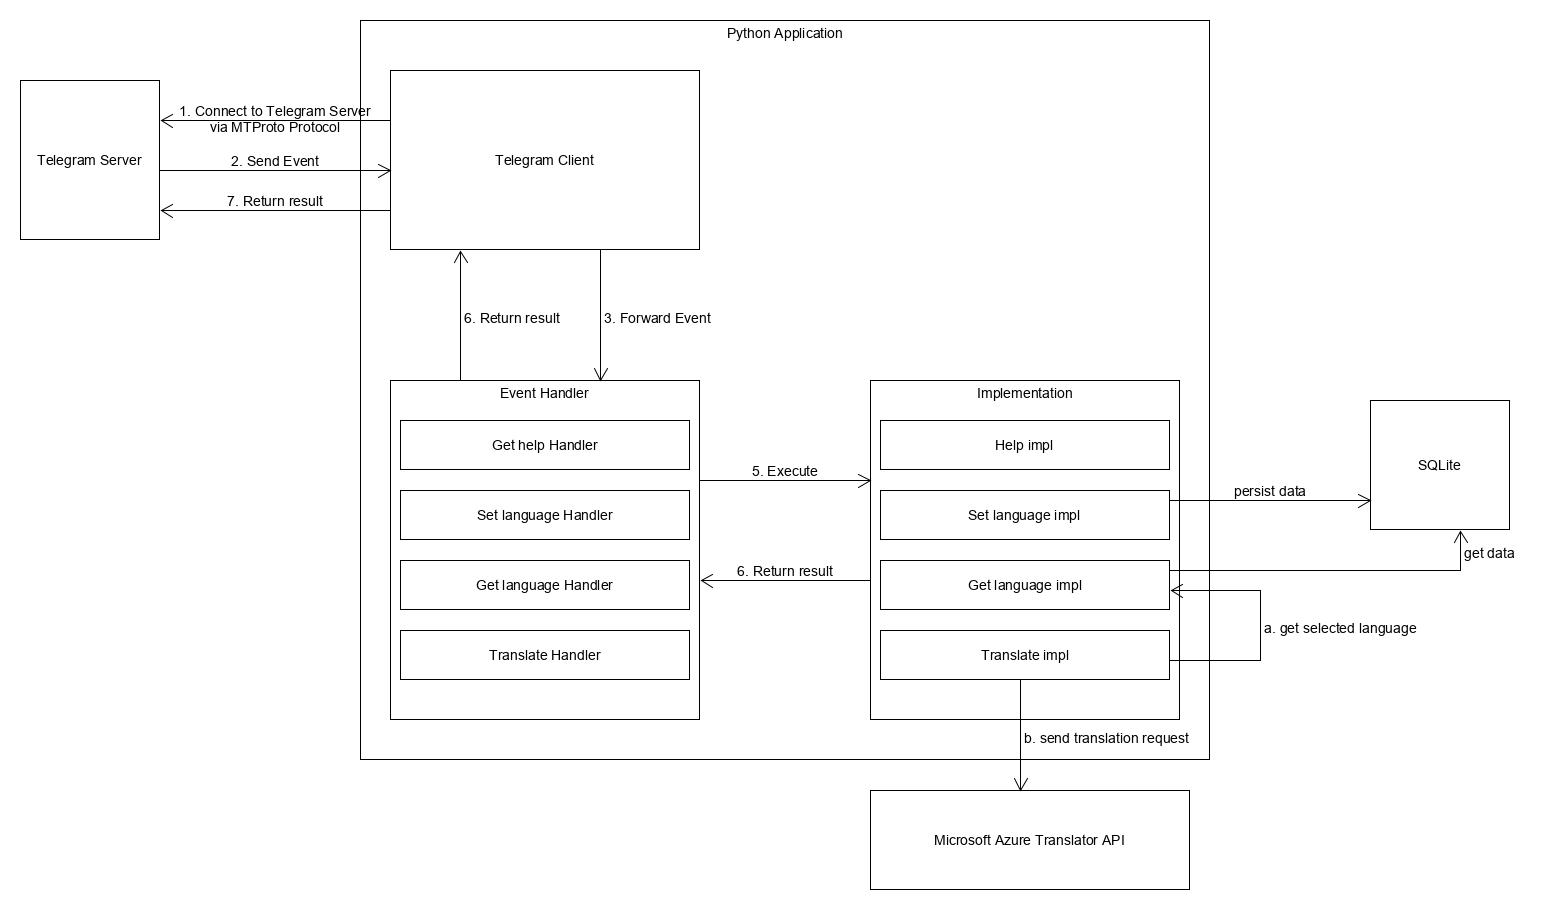 Python Application
1. Connect to Telegram Server
via MTProto Protocol
Telegram Server
2. Send Event
Telegram Client
7. Return result
6. Return result
3. Forward Event
Event Handler
Implementation
Get help Handler
Help impl
5. Execute
SQLite
persist data
Set language Handler
Set language impl
get data
6. Return result
Get language Handler
Get language impl
a. get selected language
Translate Handler
Translate impl
b. send translation request
Microsoft Azure Translator API